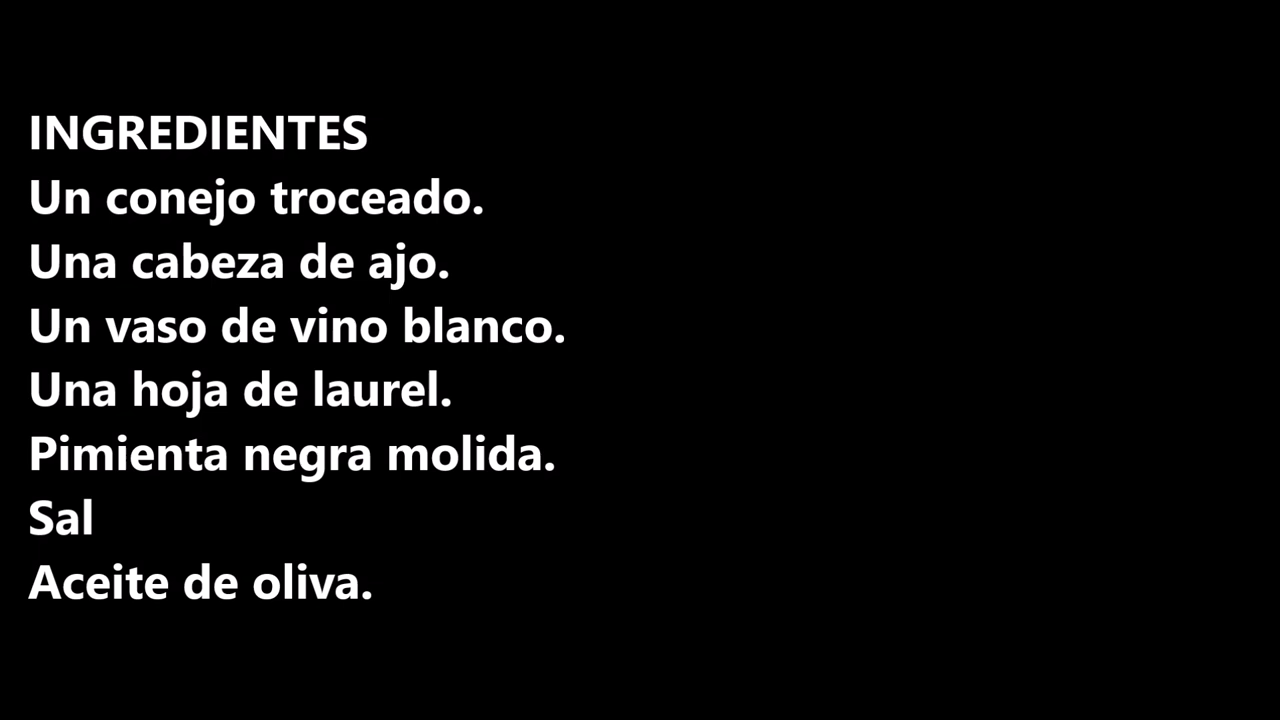 INGREDIENTES
Un conejo troceado.
Una cabeza de ajo.
Un vaso de vino blanco.
Una hoja de laurel.
Pimienta negra molida.
Sal
Aceite de oliva.